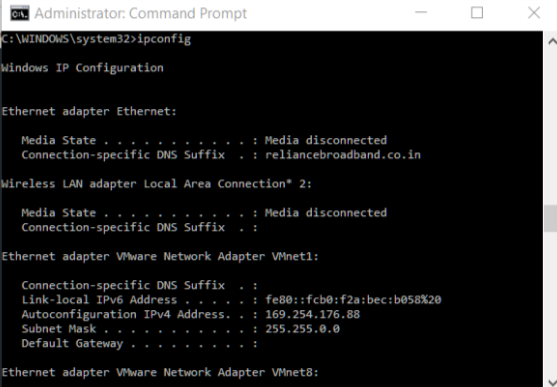 Administrator: Command Prompt
C:\WINDOWS\system32>ipconfig
Windows IP Configuration
Ethernet adapter Ethernet:
Media State . . . . . . . . . . . : Media disconnected
Connection-specific DNS Suffix  . : reliancebroadband.co.in
Wireless LAN adapter Local Area Connection* 2:
Media State . . . . . . . . . . . : Media disconnected
Connection-specific DNS Suffix  . :
Ethernet adapter VMware Network Adapter VMnet1:
Connection-specific DNS Suffix  . :
Link-local IPv6 Address . . . . . : fe80::fcb0:f2a:bec:b058%20
Autoconfiguration IPv4 Address. . : 169.254.176.88
Subnet Mask . . . . . . . . . . . : 255.255.0.0
Default Gateway . . . . . . . . . :
Ethernet adapter VMware Network Adapter VMnet8: